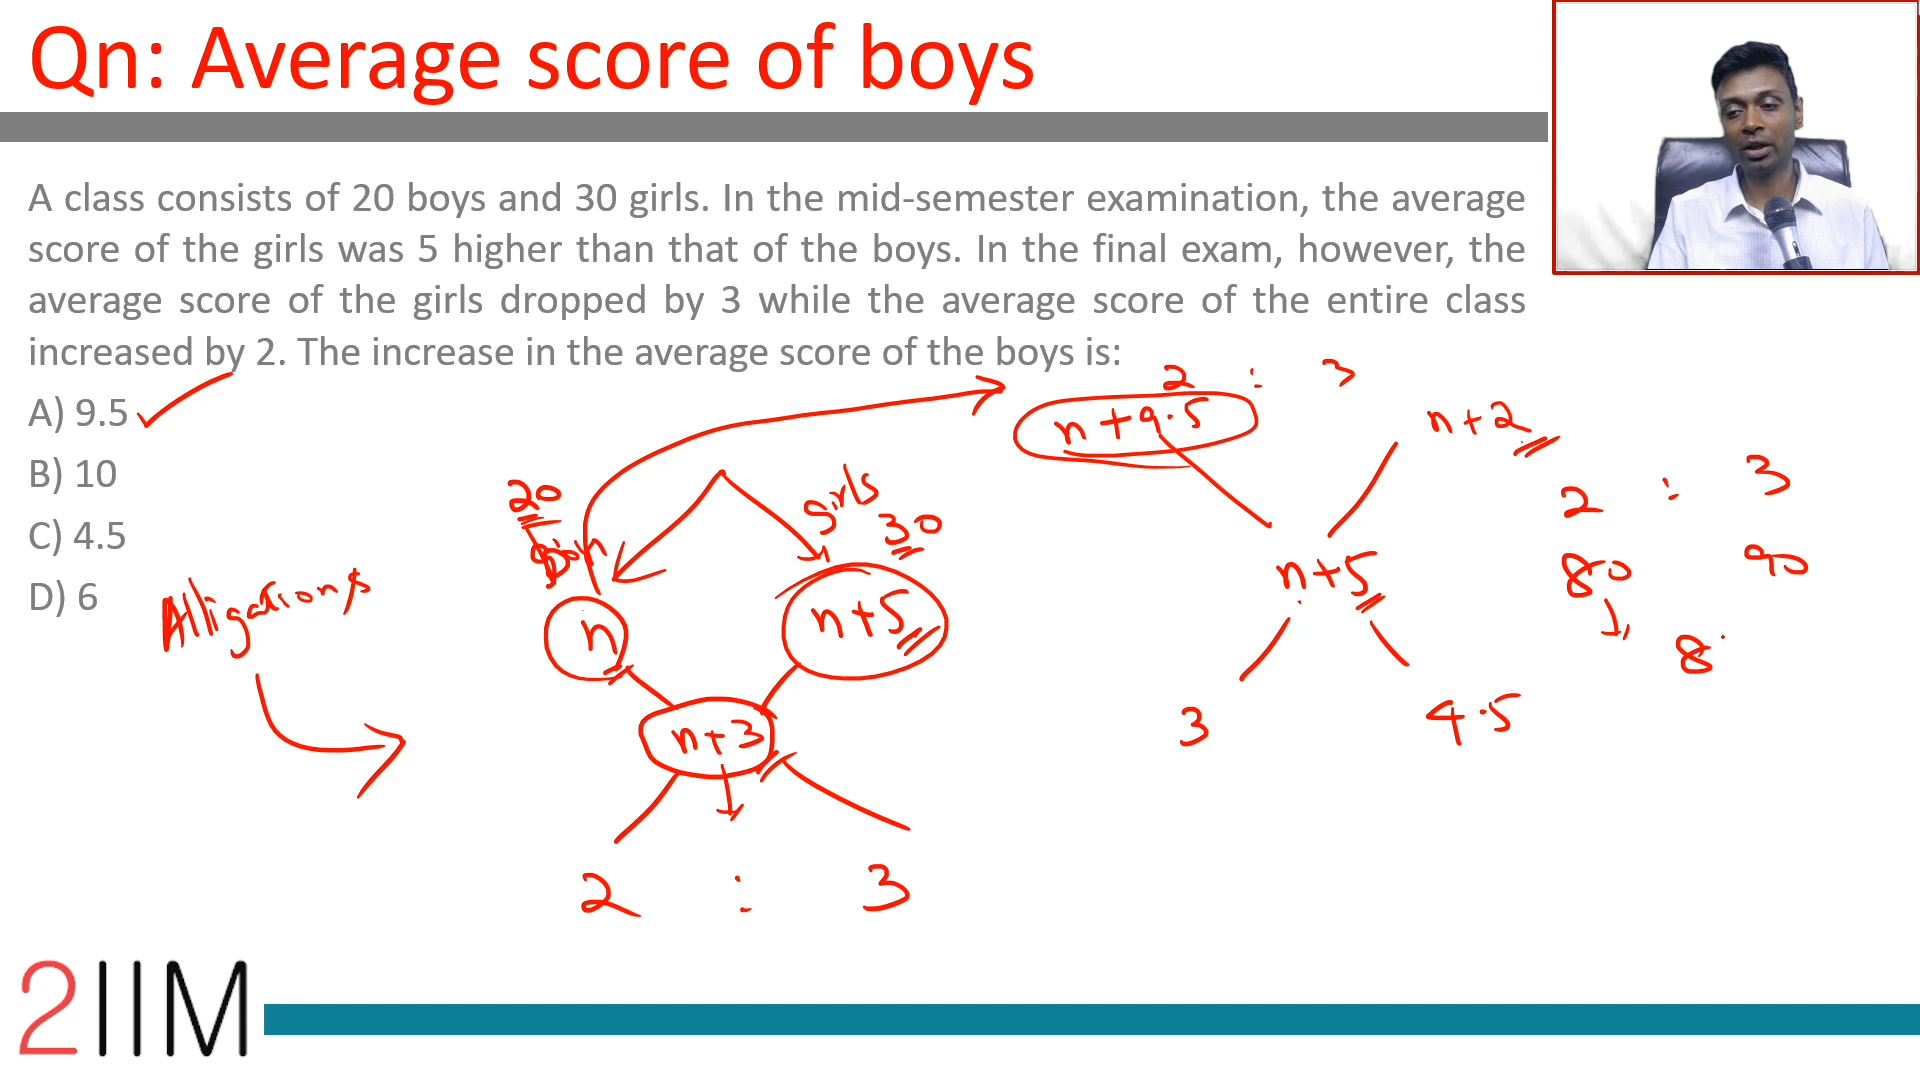 Qn: Average score of boys
A class consists of 20 boys and 30 girls. In the mid-semester examination, the average
score of the girls was 5 higher than that of the boys. In the final exam, however, the
average score of the girls dropped by 3 while the average score of the entire class
increased by 2. The increase in the average score of the boys is:
A) 9.5
B) 10
C) 4.5
D) 6
2 : 3
n+9.5
n+2
2 : 3
20
girls
30
80 90
n+5
Alligations
n
n+5
8
n+3
3 4.5
2 : 3
2IIM